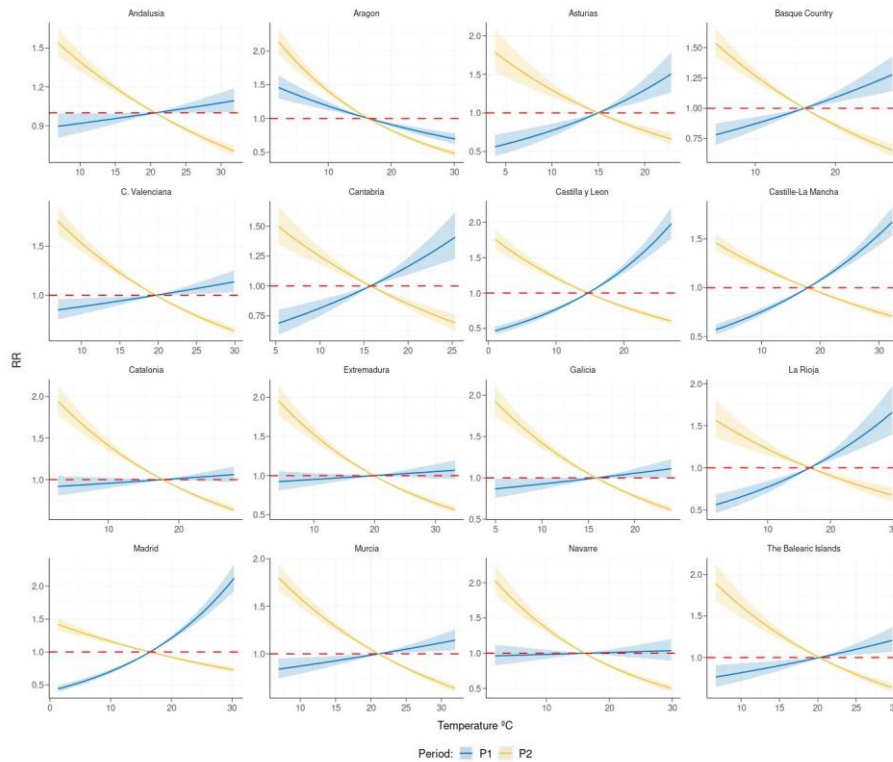 Andalusia
Aragon
Asturias
Basque Country
1.5
1.2
0.9
10 15 20 25 30
2.0
1.5
1.0
0.5
10 20 30
2.0
1.5
1.0
0.5
5 10 15 20
1.50
1.25
1.00
0.75
10 15 20
C. Valenciana
Cantabria
Castilla y Leon
Castille-La Mancha
1.5
1.0
10 15 20 25 30
1.50
1.25
1.00
0.75
5 10 15 20 25
2.0
1.5
1.0
0.5
0 10 20
1.5
1.0
0.5
10 20 30
RR
Catalonia
Extremadura
Galicia
La Rioja
2.0
1.5
1.0
10 20
2.0
1.5
1.0
0.5
10 20 30
2.0
1.5
1.0
0.5
5 10 15 20
2.0
1.5
1.0
0.5
10 20 30
Madrid
Murcia
Navarre
The Balearic Islands
2.0
1.5
1.0
0.5
0 10 20 30
2.0
1.5
1.0
10 15 20 25 30
2.0
1.5
1.0
0.5
10 20 30
2.0
1.5
1.0
10 15 20 25 30
Temperature ºC
Period: P1 P2